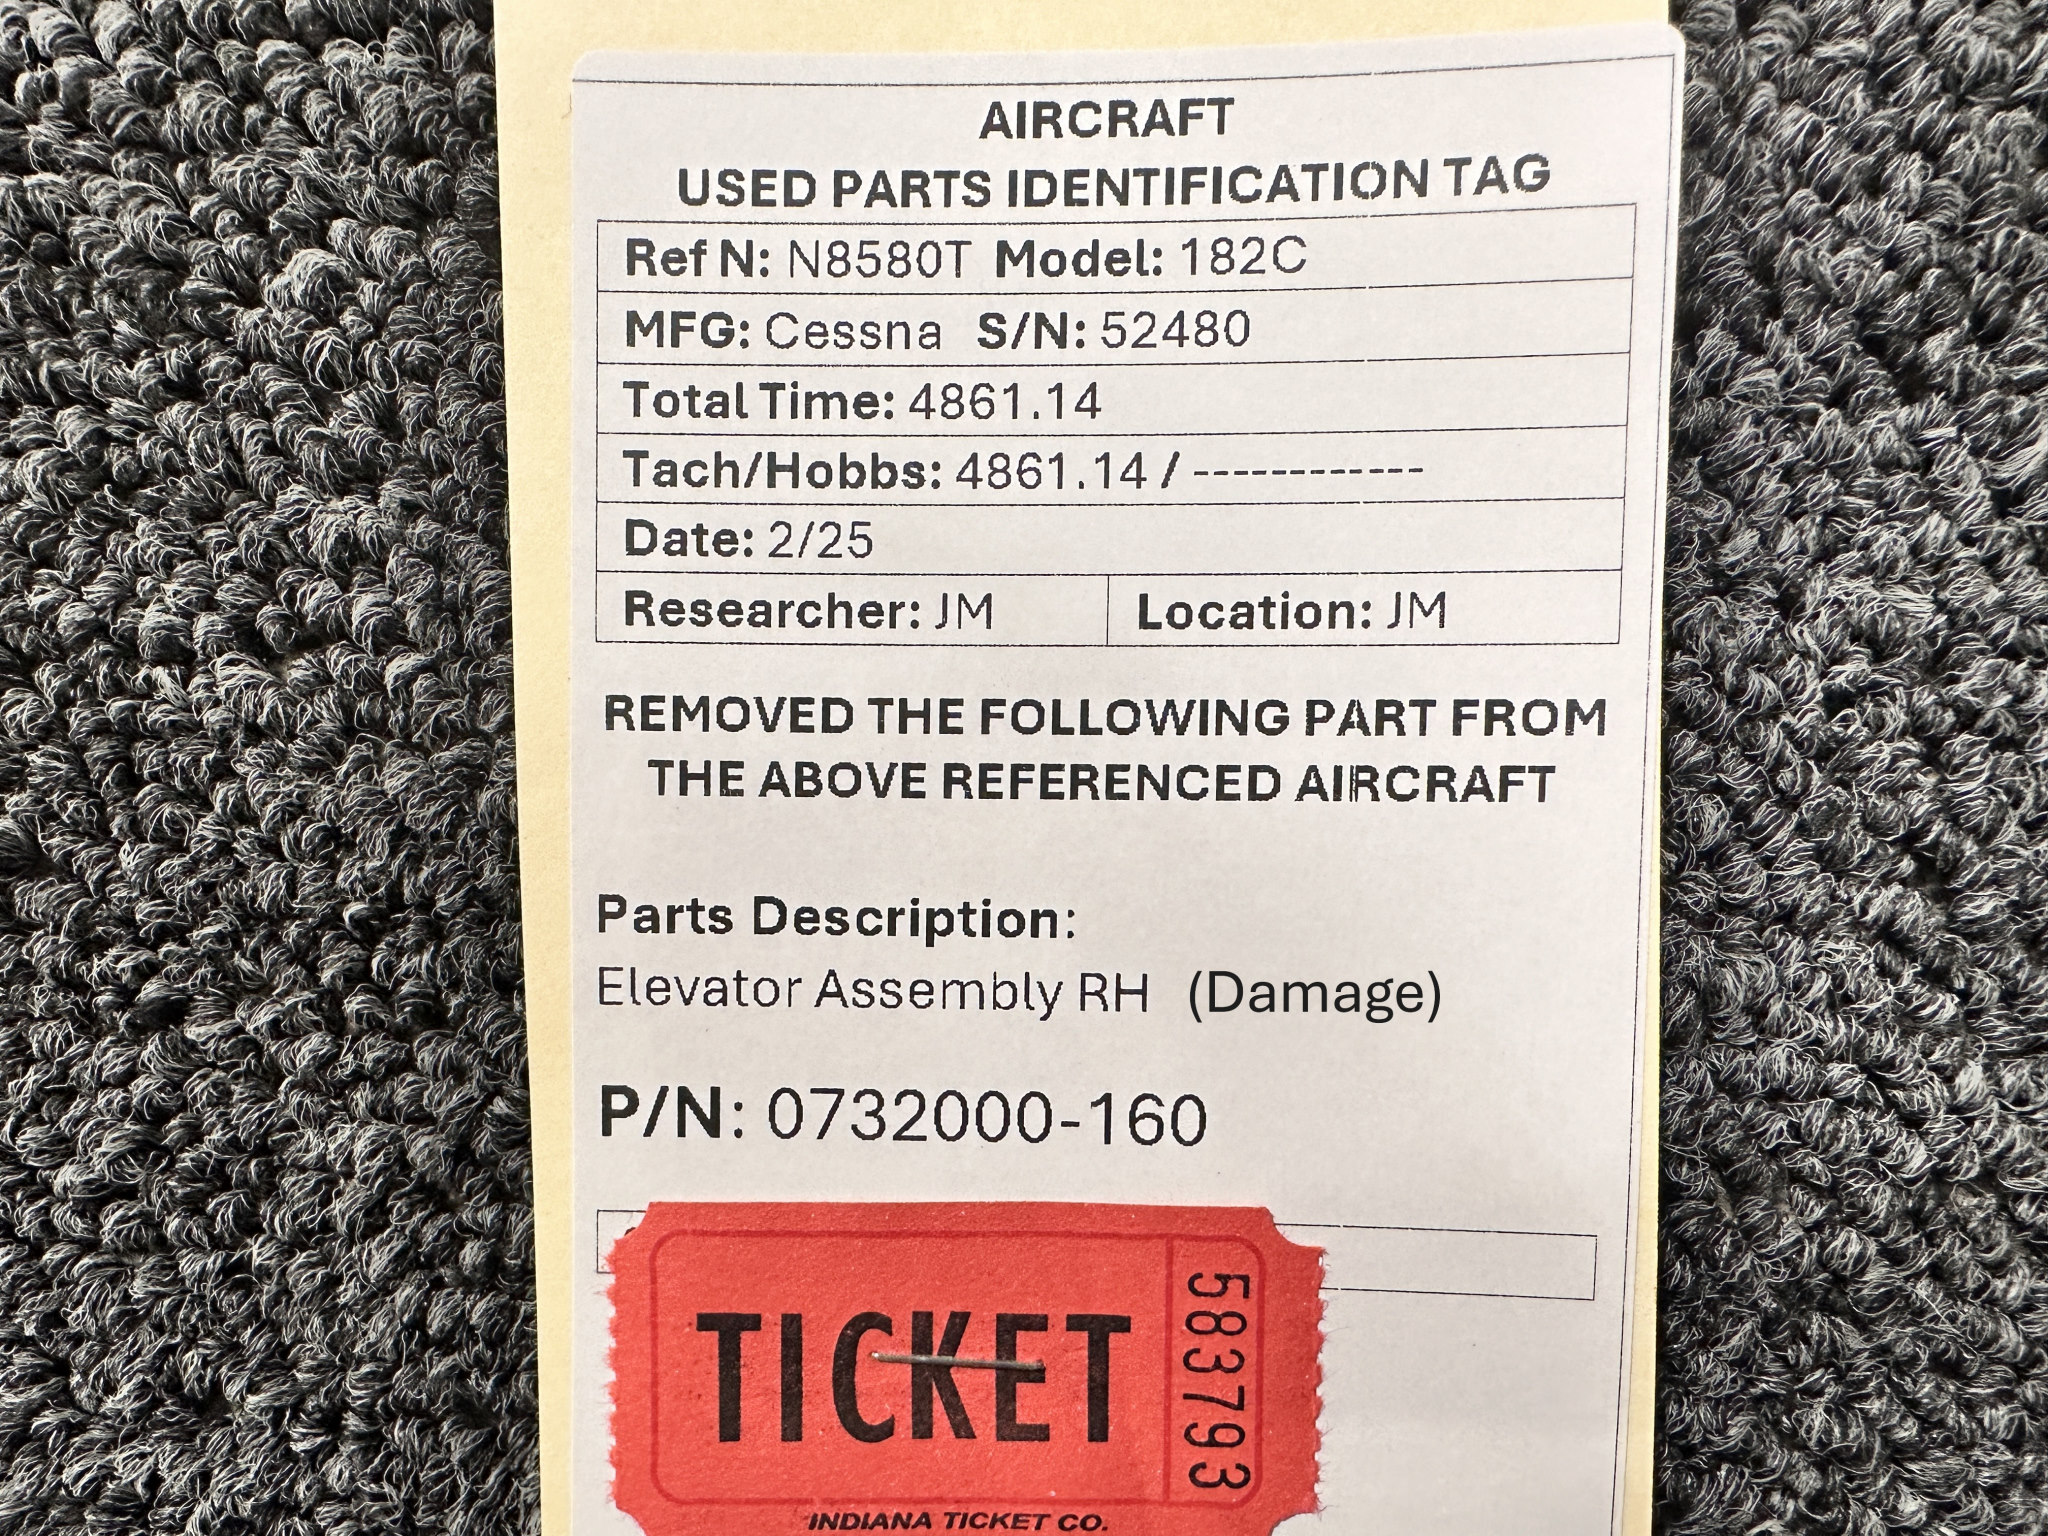 AIRCRAFT
USED PARTS IDENTIFICATION TAG
Ref N: N8580T Model: 182C
MFG: Cessna S/N: 52480
Total Time: 4861.14
Tach/Hobbs: 4861.14 / ------------
Date: 2/25
Researcher: JM Location: JM
REMOVED THE FOLLOWING PART FROM
THE ABOVE REFERENCED AIRCRAFT
Parts Description:
Elevator Assembly RH (Damage)
P/N: 0732000-160
TICKET
583793
INDIANA TICKET CO.